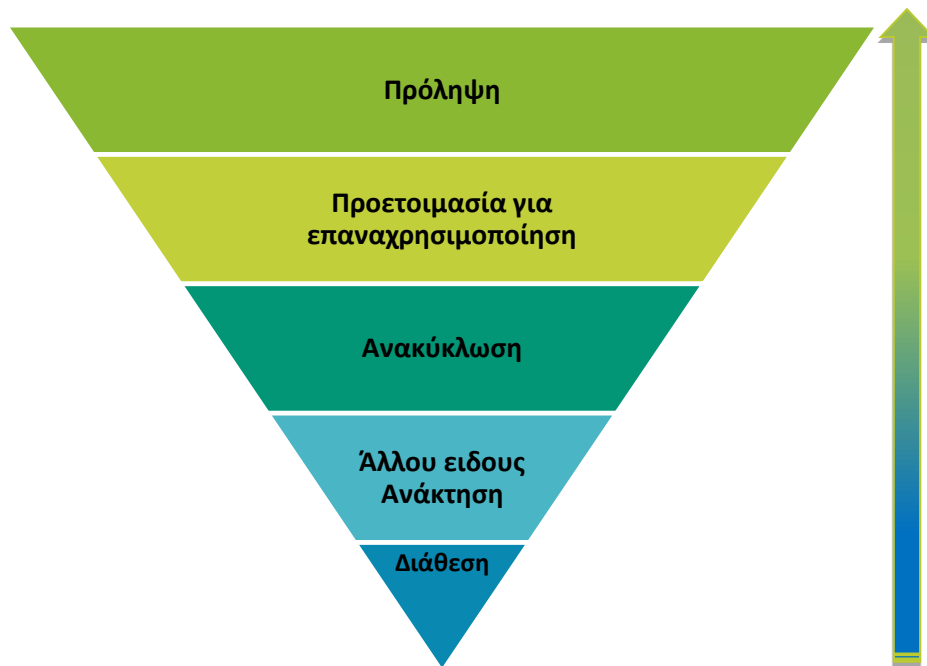 Πρόληψη
Προετοιμασία για
επαναχρησιμοποίηση
Ανακύκλωση
Άλλου ειδους
Ανάκτηση
Διάθεση